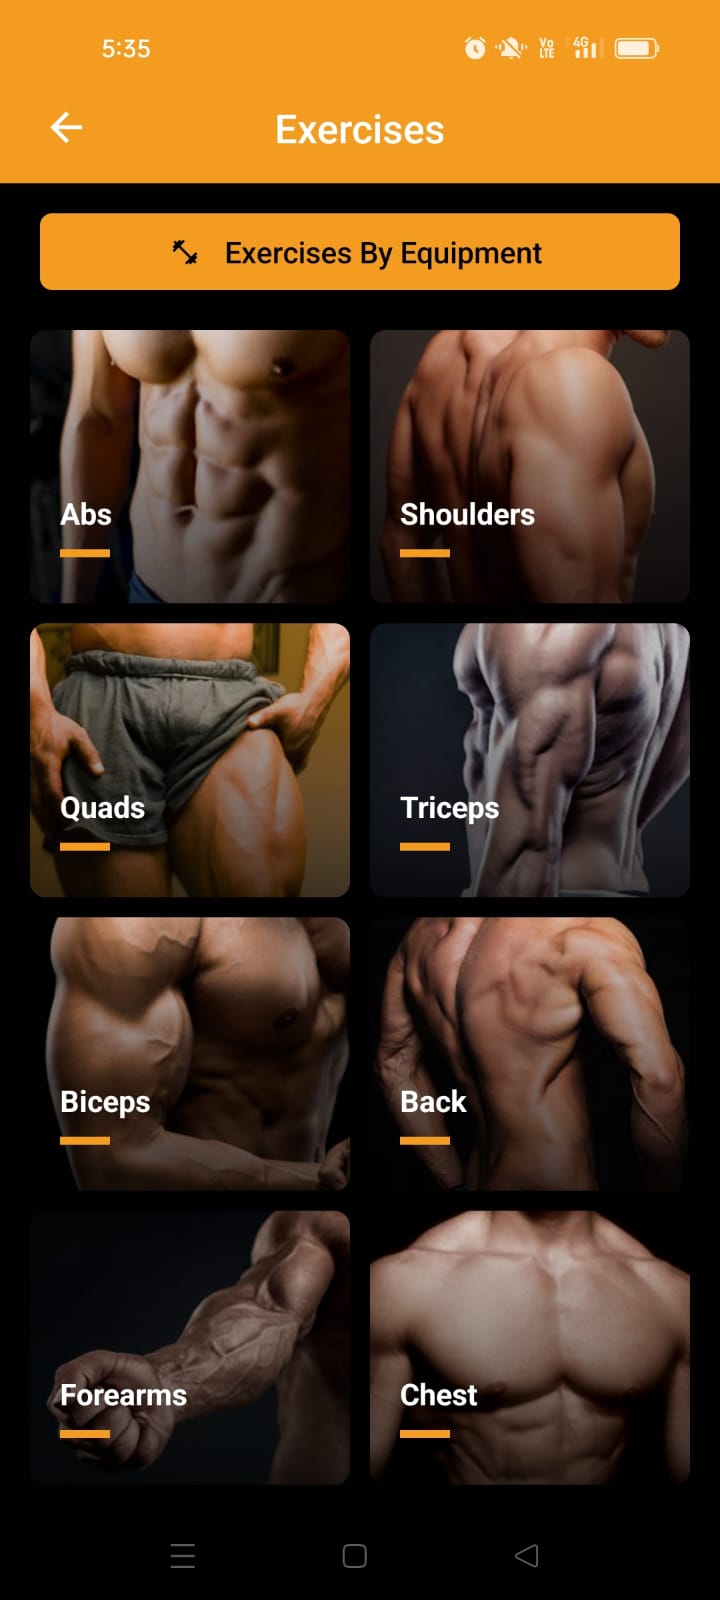 5:35
Vo
LTE
4G
Exercises
Exercises By Equipment
Abs
Shoulders
Quads
Triceps
Biceps
Back
Forearms
Chest